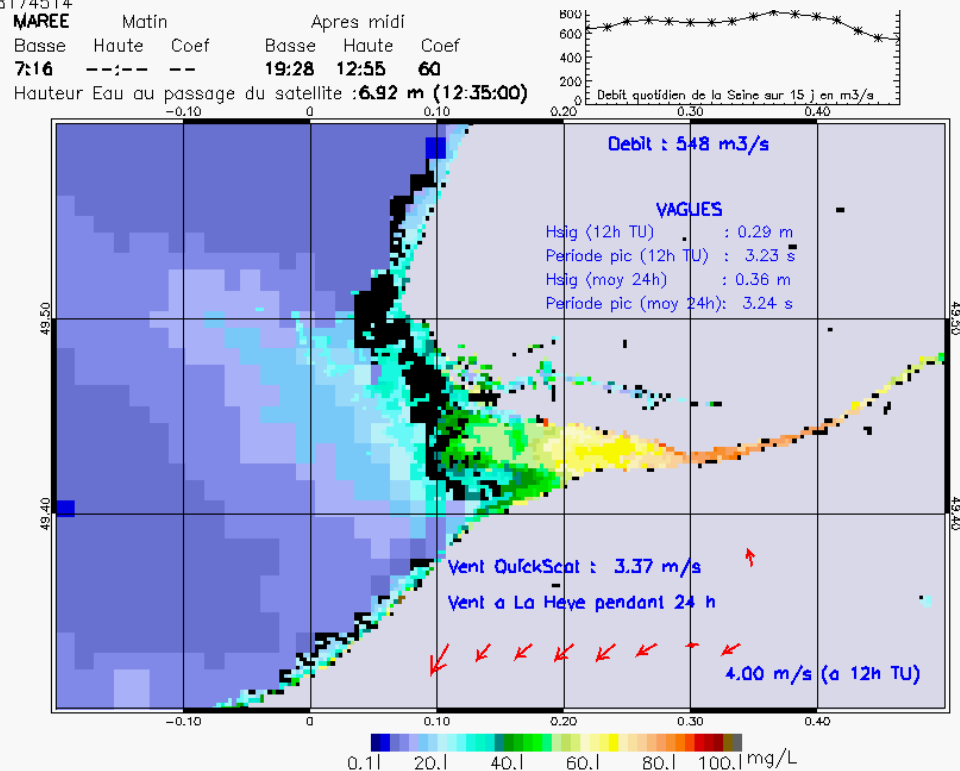 MAREE Matin Apres midi
Basse Haute Coef Basse Haute Coef
7:16 --:-- -- 19:28 12:55 60
Hauteur Eau au passage du satellite :6.92 m (12:35:00)
800
600
400
200
0
Debit quotidien de la Seine sur 15 j en m3/s
-0.10 0 0.10 0.20 0.30 0.40
Debit : 548 m3/s
VAGUES
Hsig (12h TU) : 0.29 m
Periode pic (12h TU) : 3.23 s
Hsig (moy 24h) : 0.36 m
Periode pic (moy 24h): 3.24 s
49.50 49.50
49.40 49.40
Vent QuickScat : 3.37 m/s
Vent a La Heve pendant 24 h
4.00 m/s (a 12h TU)
-0.10 0 0.10 0.20 0.30 0.40
0.1| 20.| 40.| 60.| 80.| 100.| mg/L